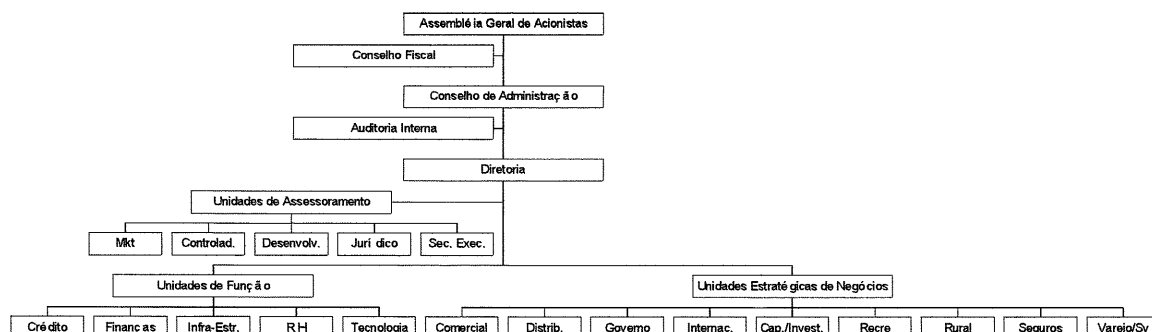 Assembléia Geral de Acionistas
Conselho Fiscal
Conselho de Administração
Auditoria Interna
Diretoria
Unidades de Assessoramento
Mkt Controlad. Desenvolv. Jurídico Sec. Exec.
Unidades de Função Unidades Estratégicas de Negócios
Crédito Finanças Infra-Estr. RH Tecnologia Comercial Distrib. Governo Internac. Cap./Invest. Recre Rural Seguros Varejo/Sv